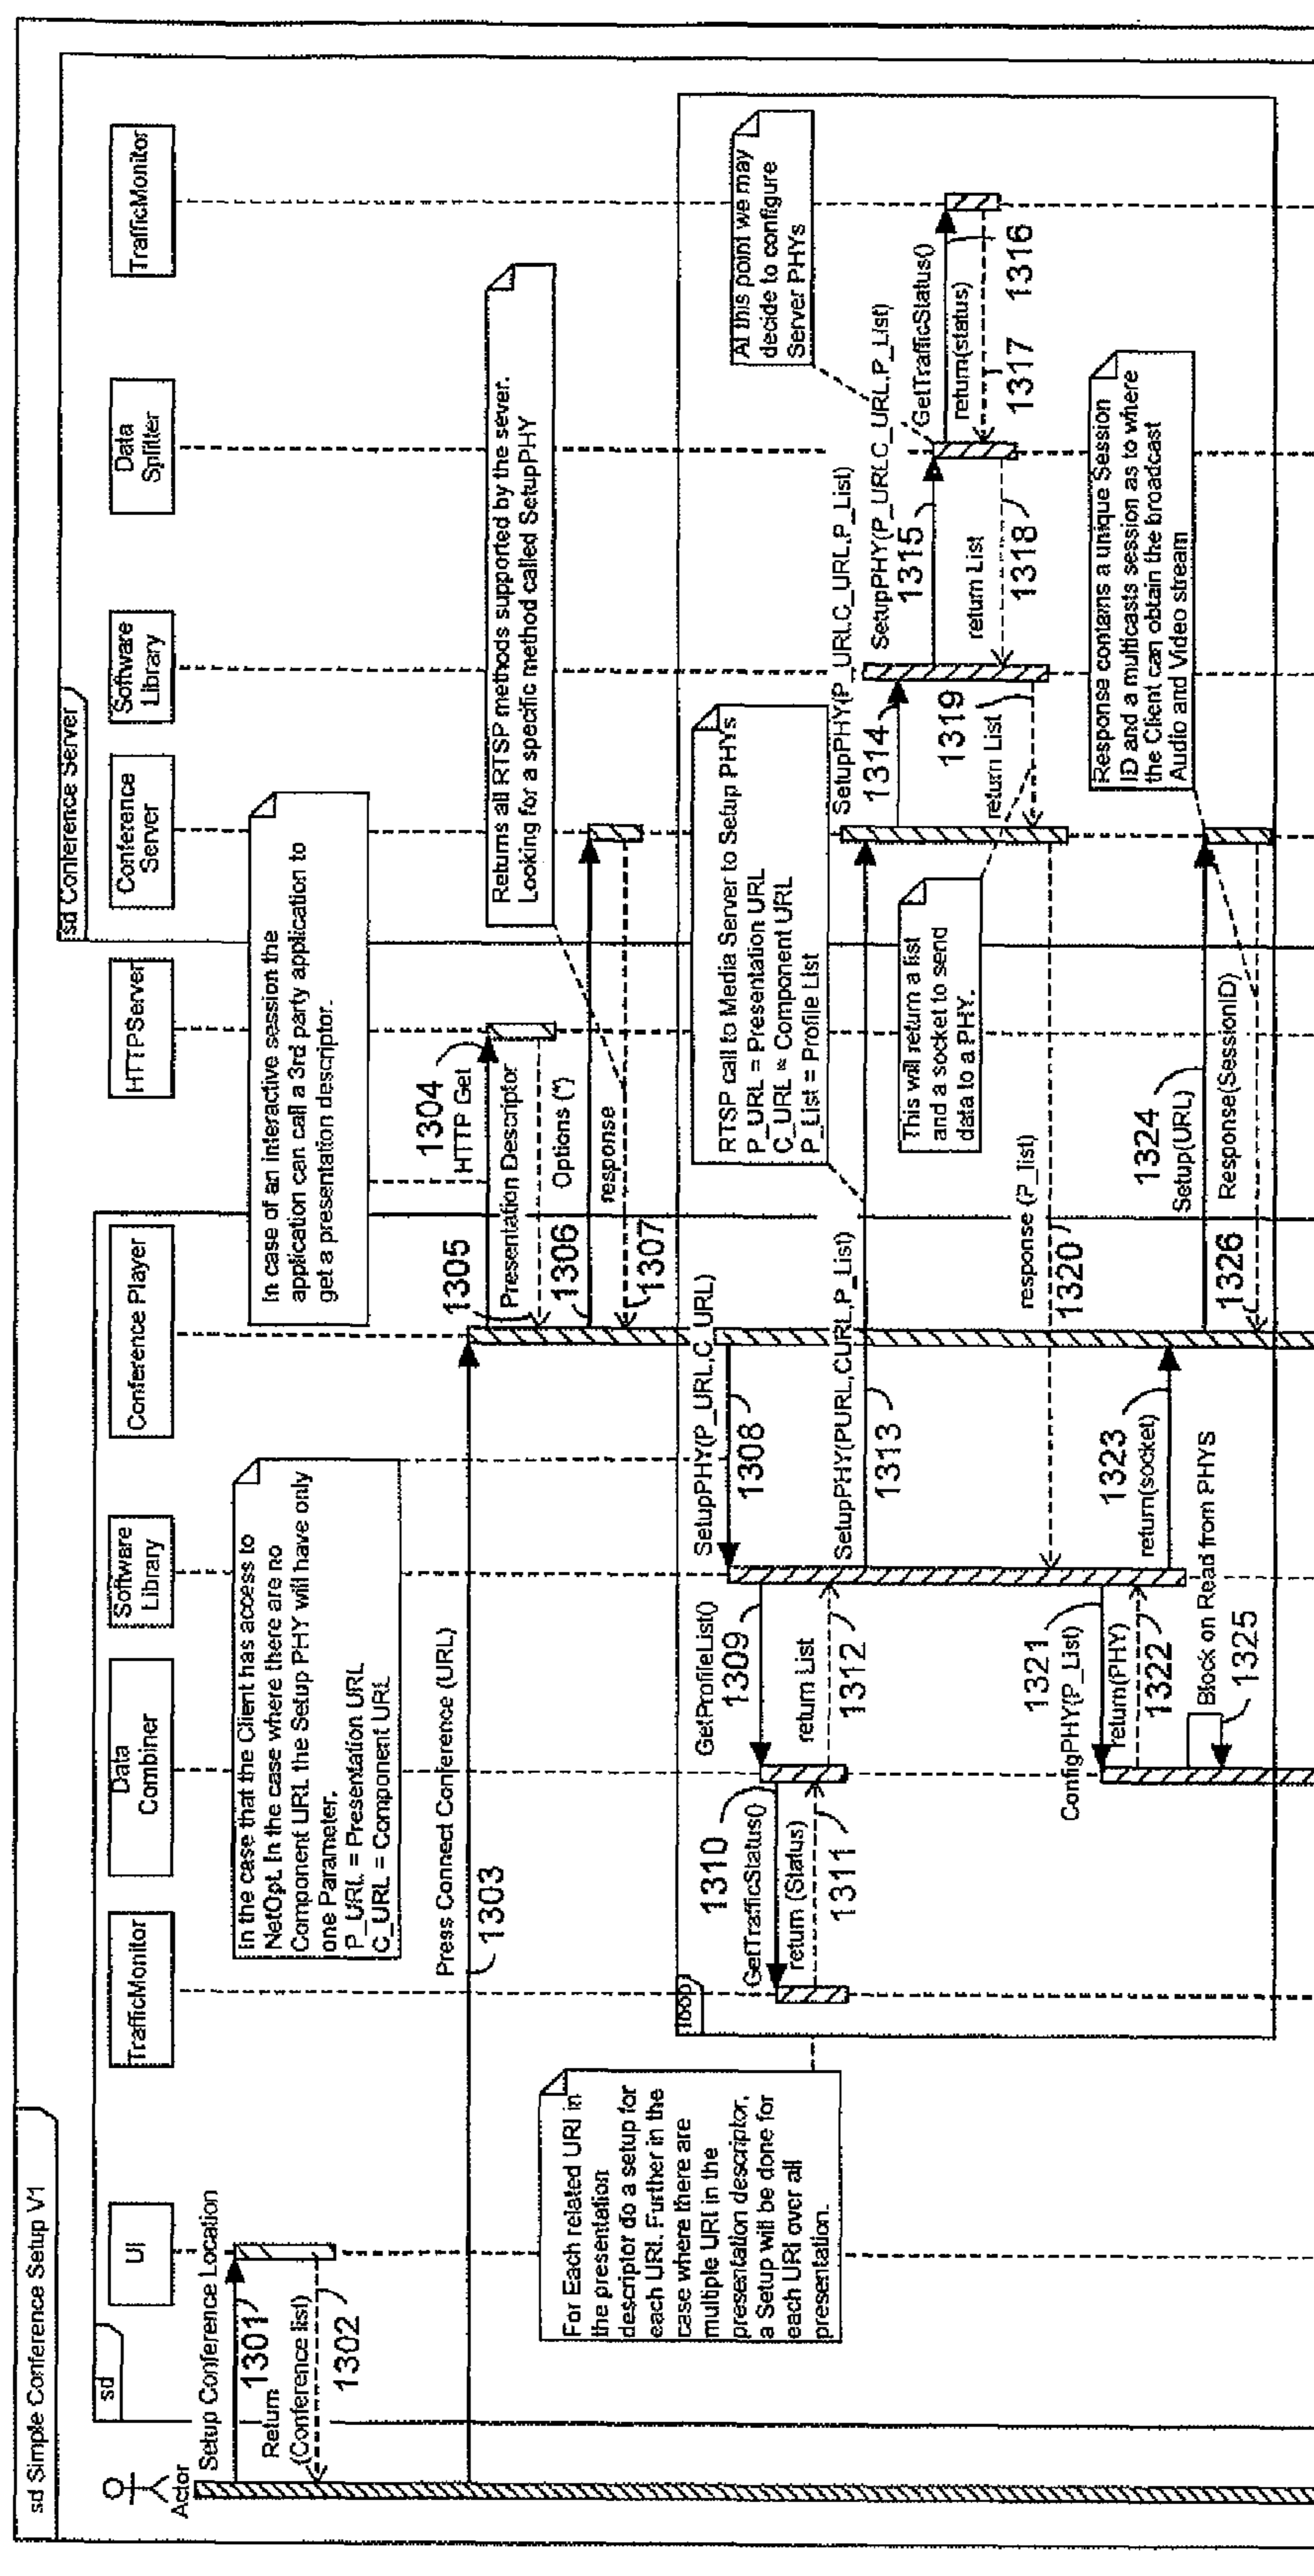 sd Simple Conference Setup V1
sd
sd Conference Server
Actor
UI
TrafficMonitor
Data
Combiner
Software
Library
Conference Player
HTTPServer
Conference
Server
Software
Library
Data
Splitter
TrafficMonitor
Setup Conference Location
1301
Return
(Conference list)
1302
In the case that the Client has access to
NetOpt. In the case where there are no
Component URL the Setup PHY will have only
one Parameter.
P_URL = Presentation URL
C_URL = Component URL
In case of an interactive session the
application can call a 3rd party application to
get a presentation descriptor.
Press Connect Conference (URL)
1303
1304
HTTP Get
1305
Presentation Descriptor
1306
Options (*)
response
1307
Returns all RTSP methods supported by the sever.
Looking for a specific method called SetupPHY
For Each related URI in
the presentation
descriptor do a setup for
each URI. Further in the
case where there are
multiple URI in the
presentation descriptor,
a Setup will be done for
each URI over all
presentation.
loop
SetupPHY(P_URL,C_URL)
1308
GetProfileList()
1309
GetTrafficStatus()
1310
return (Status)
1311
return List
1312
SetupPHY(PURL,CURL,P_List)
1313
RTSP call to Media Server to Setup PHYs
P_URL = Presentation URL
C_URL = Component URL
P_List = Profile List
SetupPHY(P_URL,C_URL,P_List)
1314
SetupPHY(P_URLC_URL.P_List)
1315
At this point we may
decide to configure
Server PHYs
GetTrafficStatus()
1316
return(status)
1317
return List
1318
1319
return List
This will return a list
and a socket to send
data to a PHY.
response (P_list)
1320
1321
ConfigPHY(P_List)
return(PHY)
1322
1323
return(socket)
1324
Setup(URL)
Block on Read from PHYS
1325
Response(SessionID)
1326
Response contains a unique Session
ID and a multicasts session as to where
the Client can obtain the broadcast
Audio and Video stream